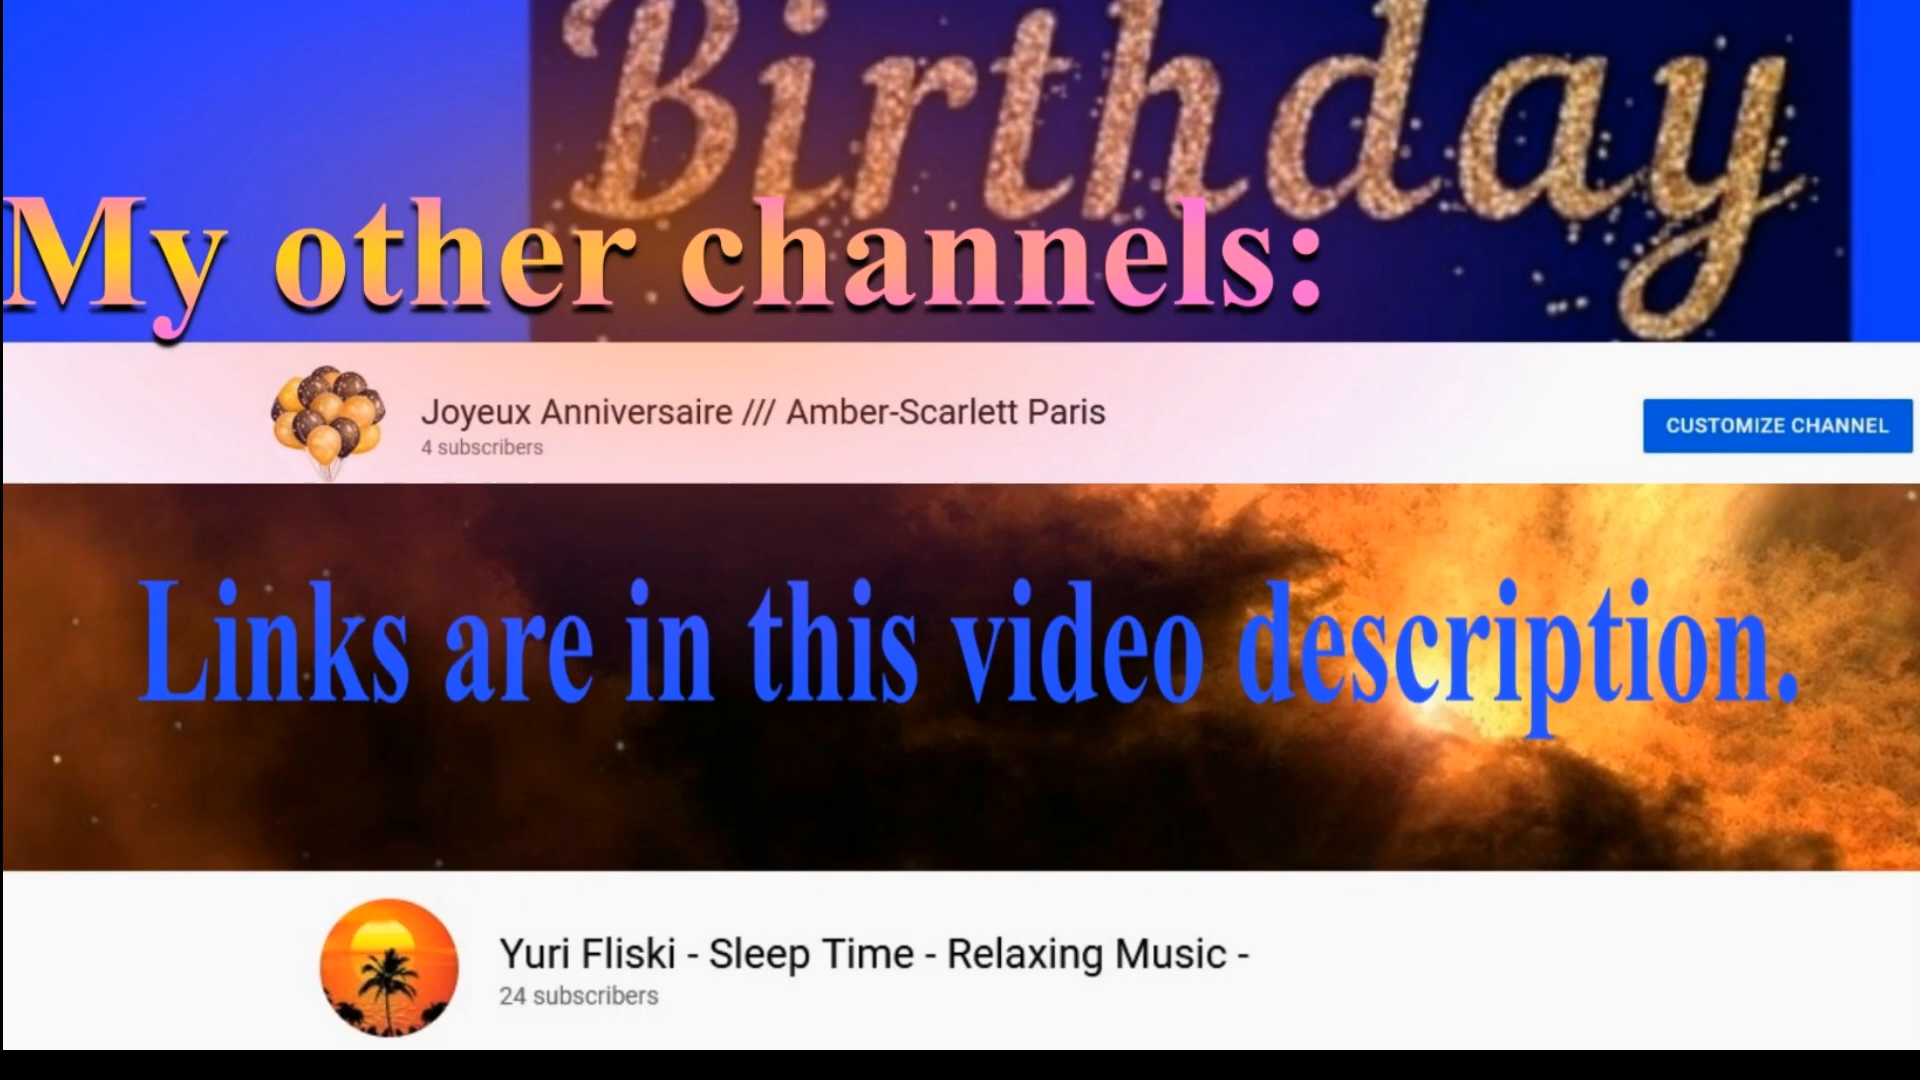 Birthday
My other channels:
Joyeux Anniversaire /// Amber-Scarlett Paris
4 subscribers
CUSTOMIZE CHANNEL
Links are in this video description.
Yuri Fliski - Sleep Time - Relaxing Music -
24 subscribers